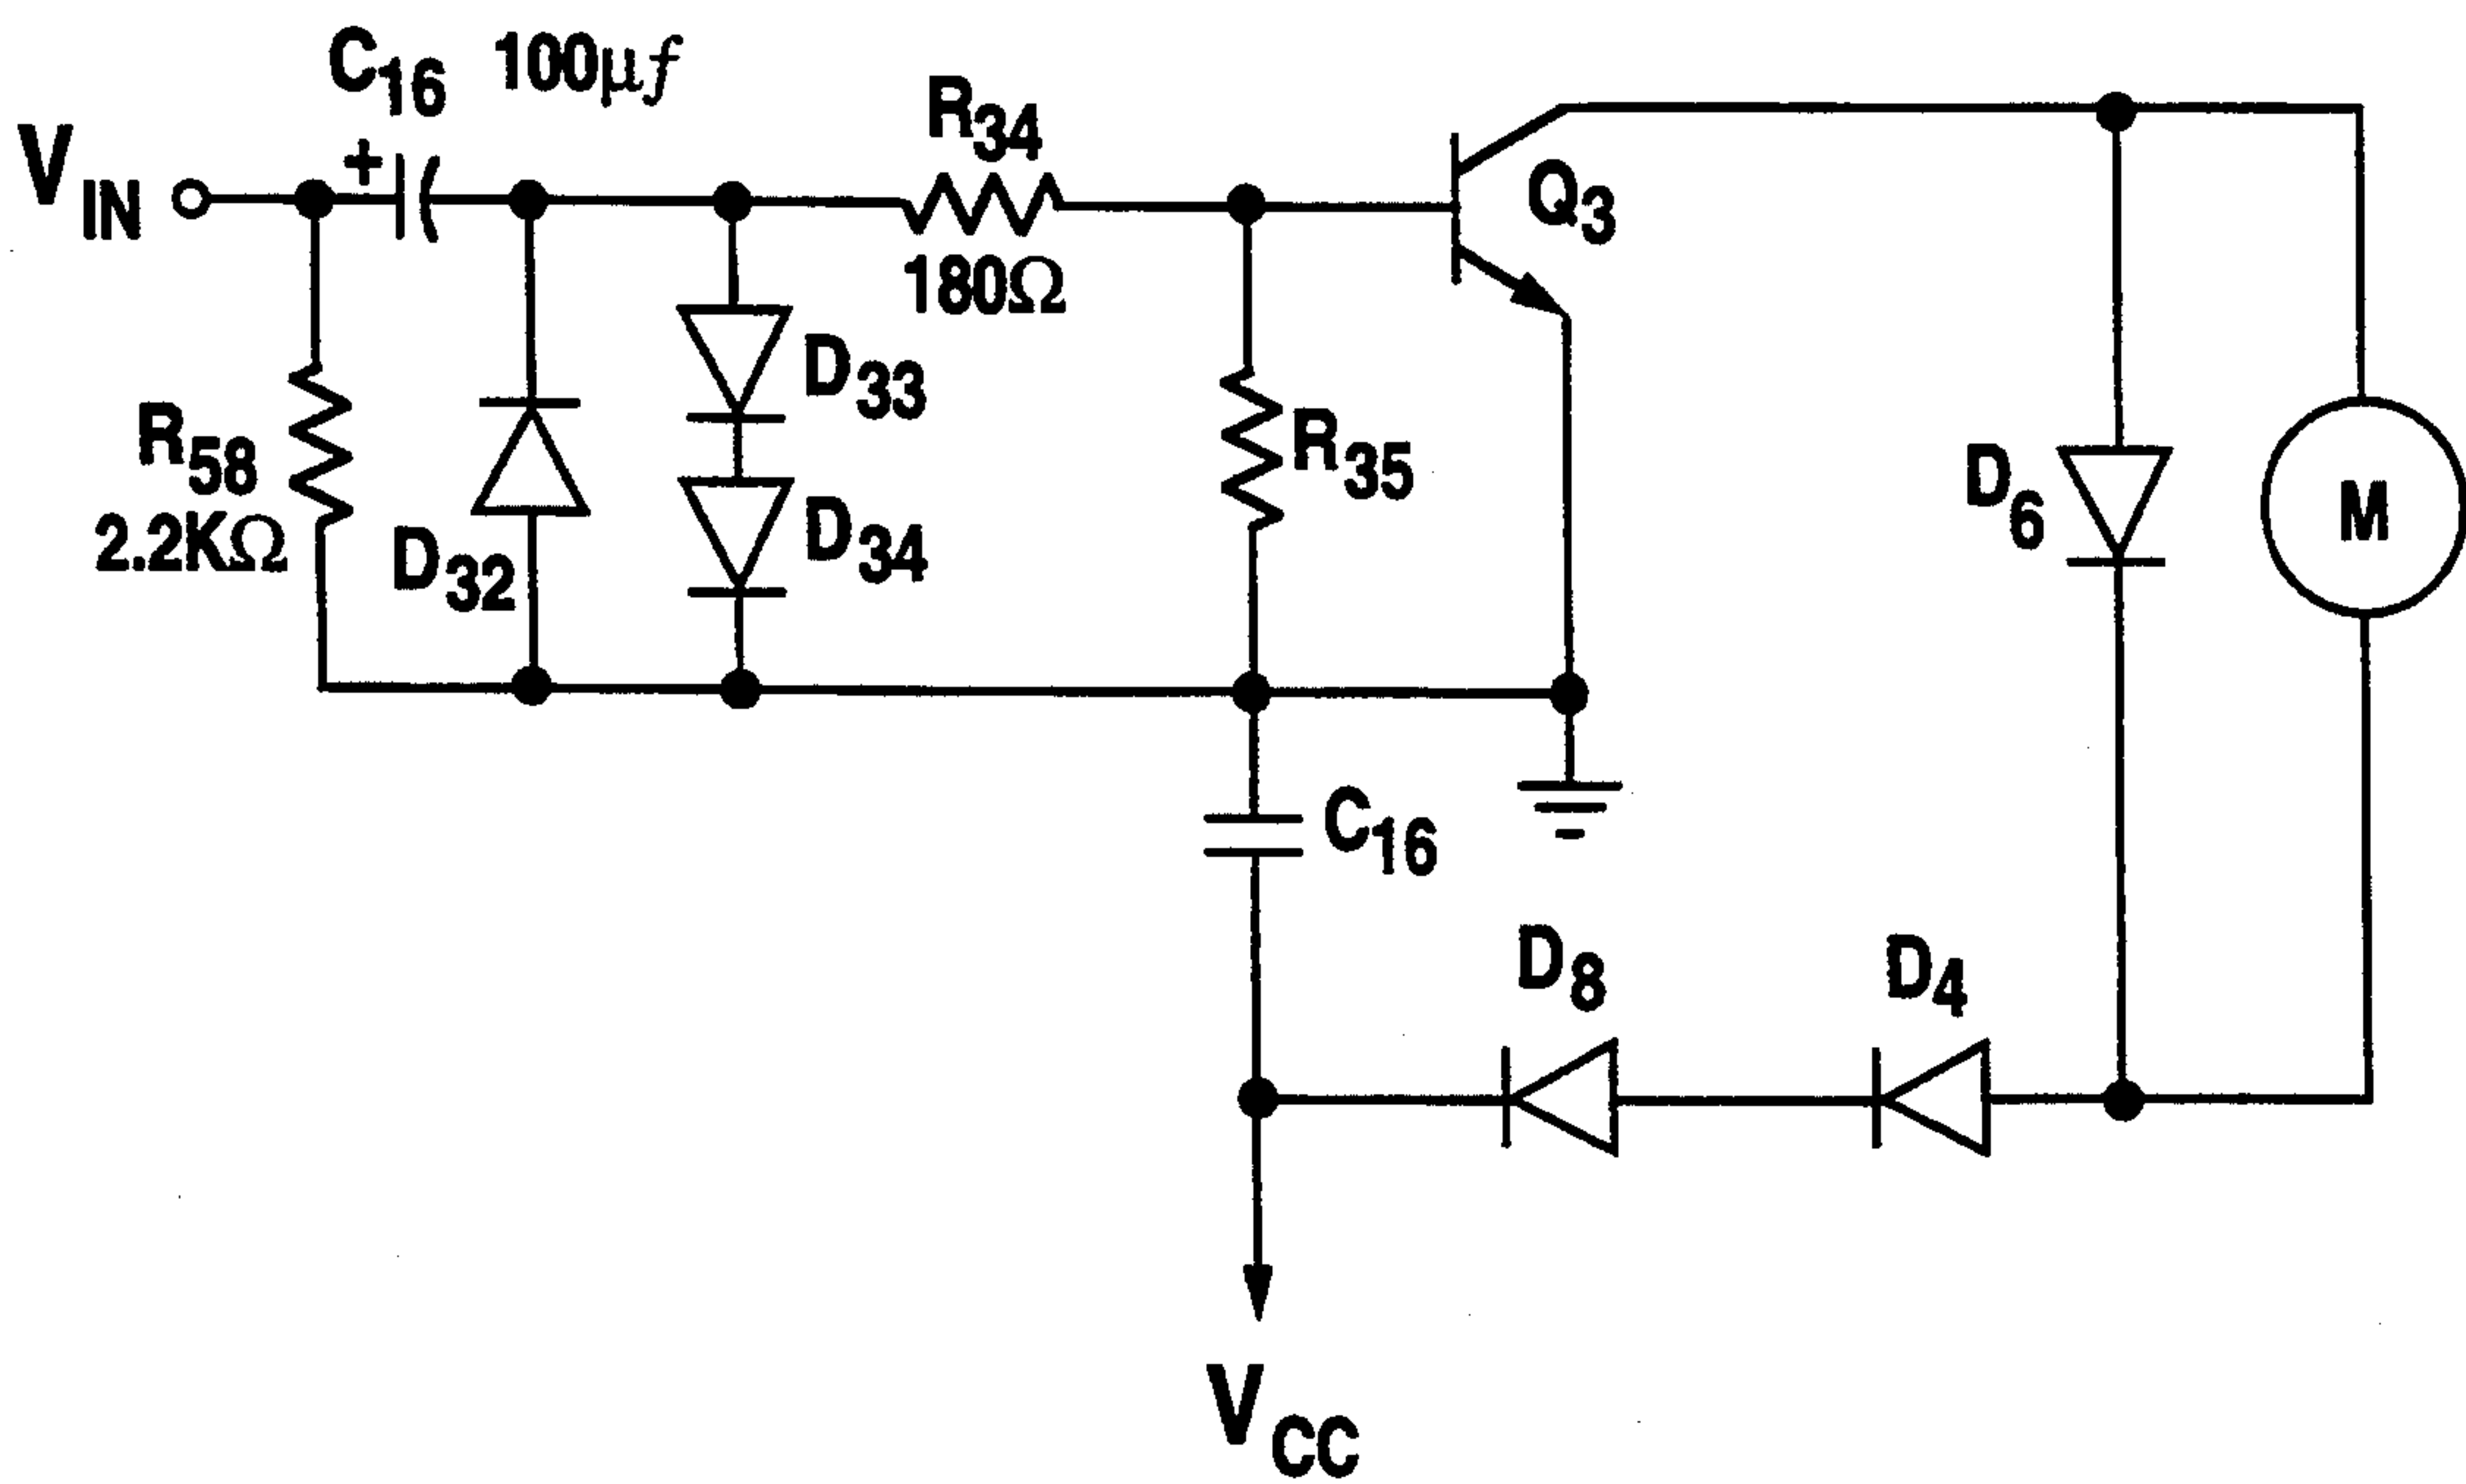 C16 100µf
+
VIN
R34
180Ω
Q3
D33
R58
2.2KΩ
D32
D34
R35
D6
M
C16
D8
D4
VCC